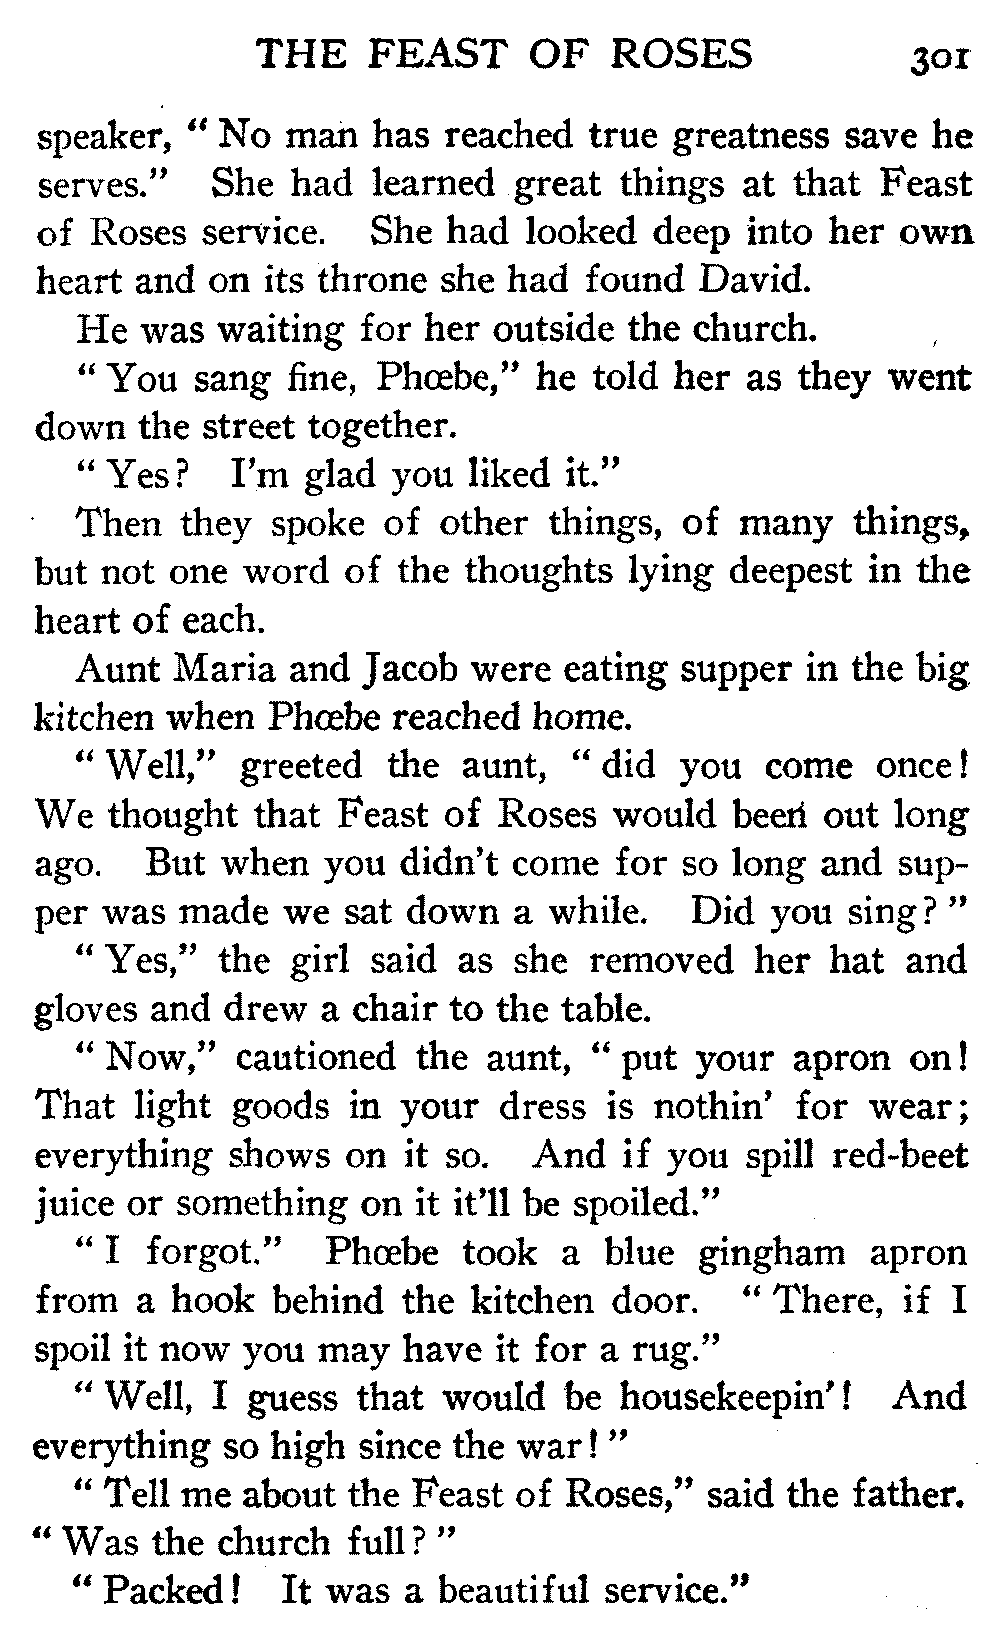 THE FEAST OF ROSES 301
speaker, " No man has reached true greatness save he
serves." She had learned great things at that Feast
of Roses service. She had looked deep into her own
heart and on its throne she had found David.
He was waiting for her outside the church.
" You sang fine, Phœbe," he told her as they went
down the street together.
" Yes? I'm glad you liked it."
Then they spoke of other things, of many things,
but not one word of the thoughts lying deepest in the
heart of each.
Aunt Maria and Jacob were eating supper in the big
kitchen when Phœbe reached home.
" Well," greeted the aunt, " did you come once!
We thought that Feast of Roses would been out long
ago. But when you didn't come for so long and sup-
per was made we sat down a while. Did you sing? "
" Yes," the girl said as she removed her hat and
gloves and drew a chair to the table.
" Now," cautioned the aunt, " put your apron on!
That light goods in your dress is nothin' for wear;
everything shows on it so. And if you spill red-beet
juice or something on it it'll be spoiled."
" I forgot." Phœbe took a blue gingham apron
from a hook behind the kitchen door. " There, if I
spoil it now you may have it for a rug."
" Well, I guess that would be housekeepin'! And
everything so high since the war! "
" Tell me about the Feast of Roses," said the father.
" Was the church full? "
" Packed! It was a beautiful service."